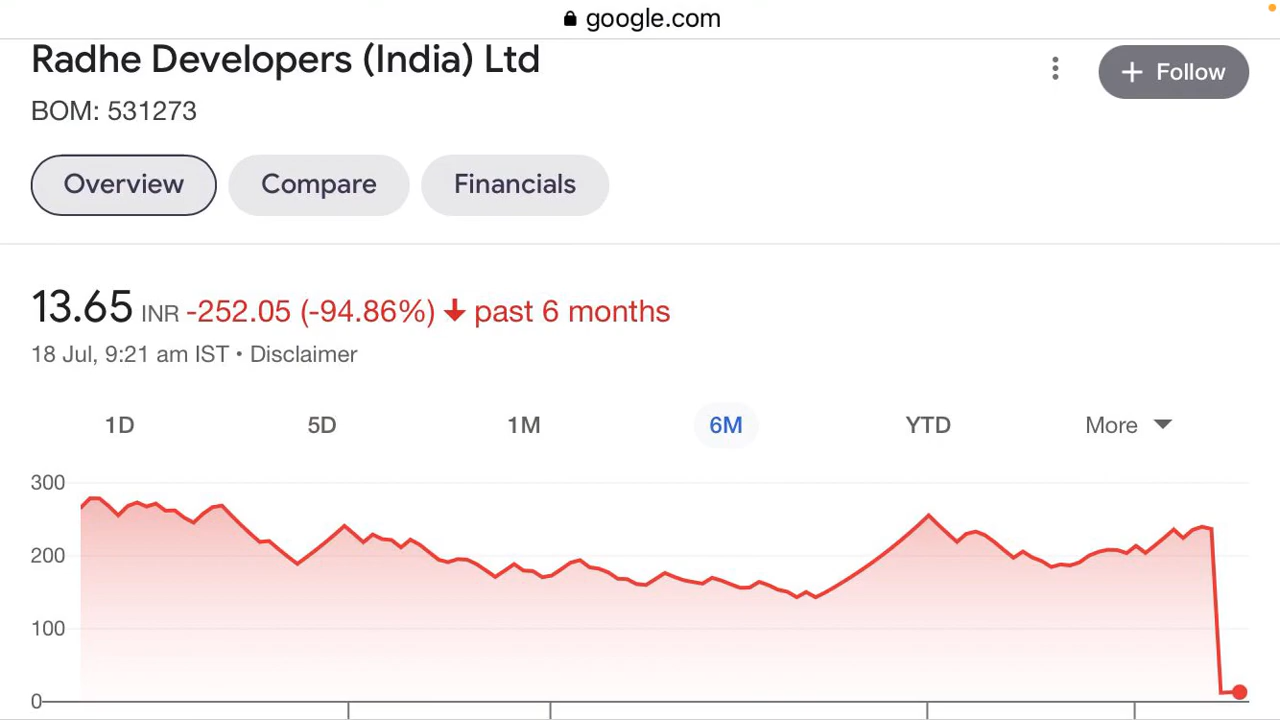 google.com
Radhe Developers (India) Ltd
+ Follow
BOM: 531273
Overview
Compare
Financials
13.65 INR -252.05 (-94.86%) ↓ past 6 months
18 Jul, 9:21 am IST • Disclaimer
1D 5D 1M 6M YTD More
300
200
100
0